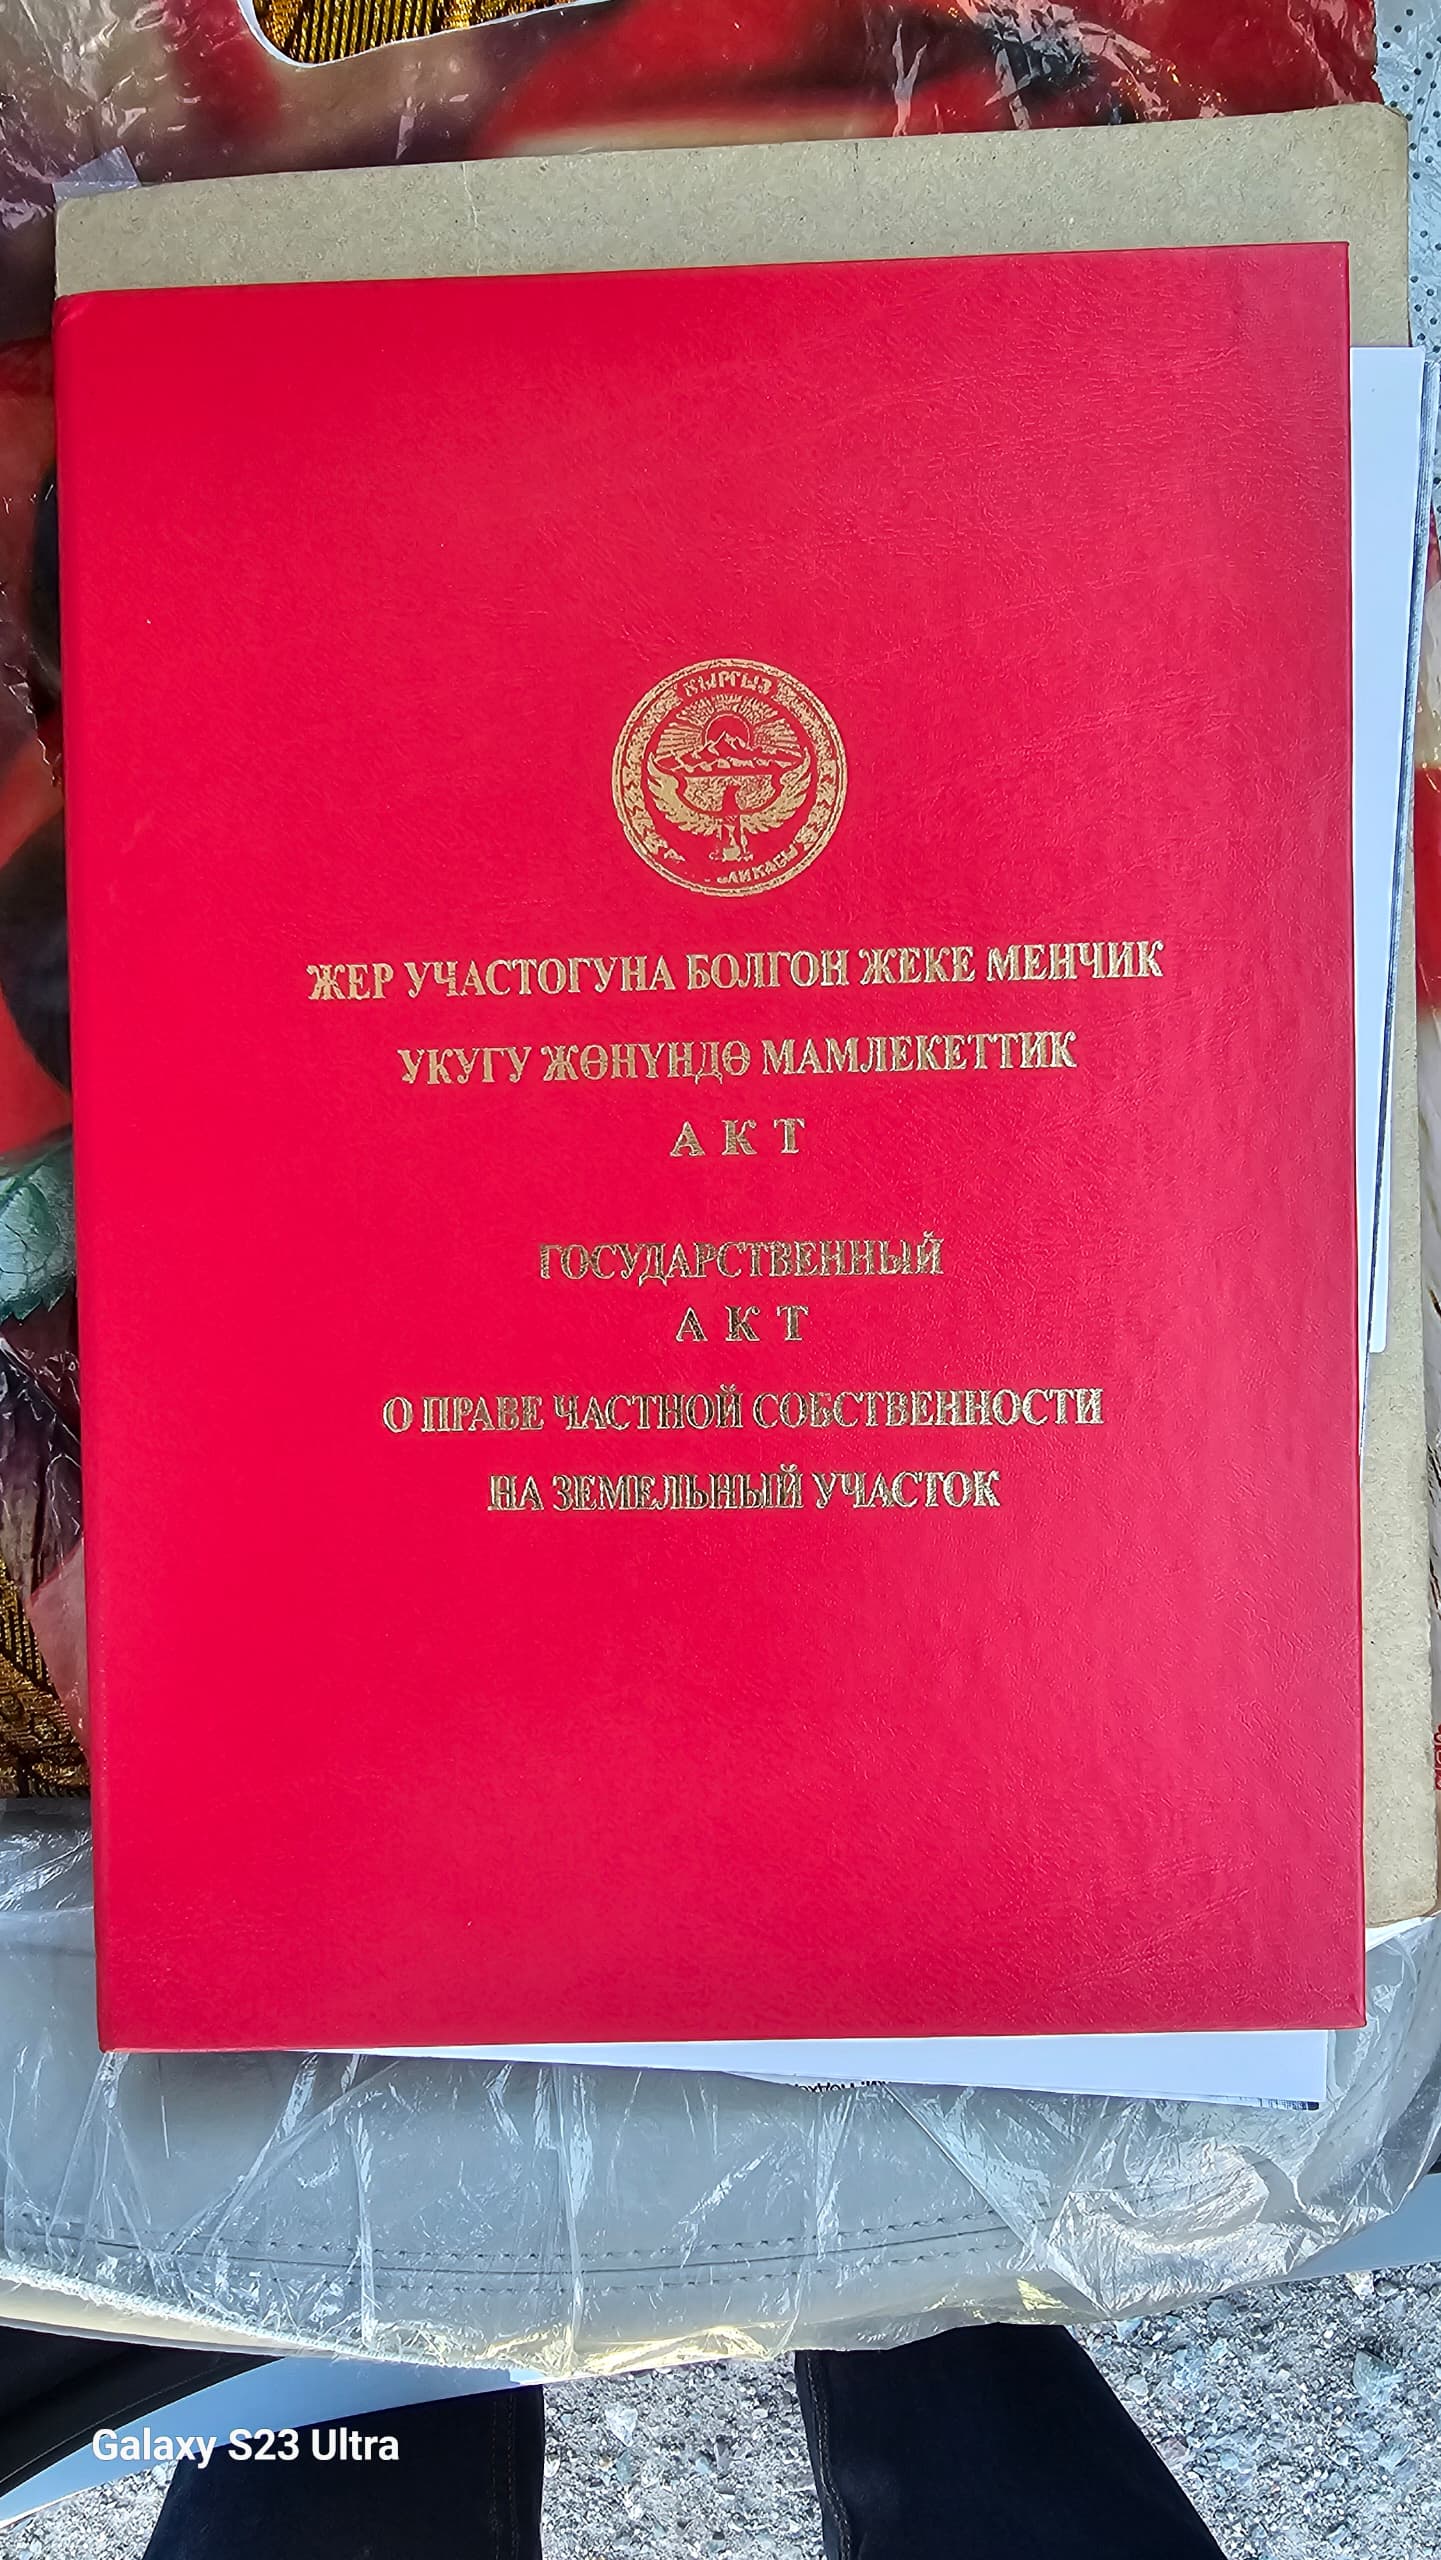 КЫРГЫЗ
ЖЕР УЧАСТОГУНА БОЛГОН ЖЕКЕ МЕНЧИК
УКУГУ ЖӨНҮНДӨ МАМЛЕКЕТТИК
АКТ
ГОСУДАРСТВЕННЫЙ
АКТ
О ПРАВЕ ЧАСТНОЙ СОБСТВЕННОСТИ
НА ЗЕМЕЛЬНЫЙ УЧАСТОК
Galaxy S23 Ultra